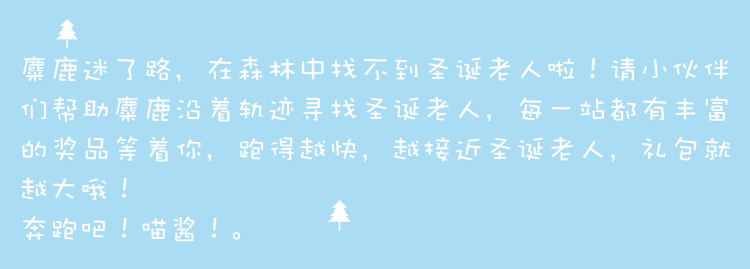 麋鹿迷了路，在森林中找不到圣诞老人啦！请小伙伴
们帮助麋鹿沿着轨迹寻找圣诞老人，每一站都有丰富
的奖品等着你，跑得越快，越接近圣诞老人，礼包就
越大哦！
奔跑吧！喵酱！。